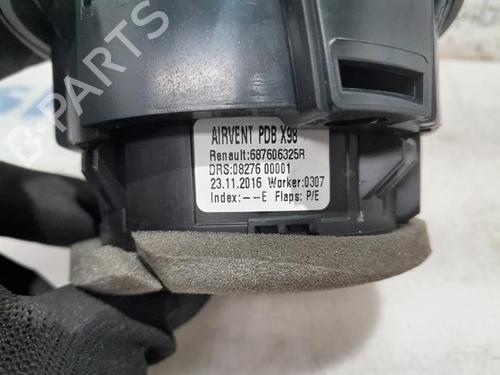 AIRVENT PDB X98
Renault:687606325R
DRS:08276 00001
23.11.2016 Worker:0307
Index:--E Flaps: P/E
B-PARTS